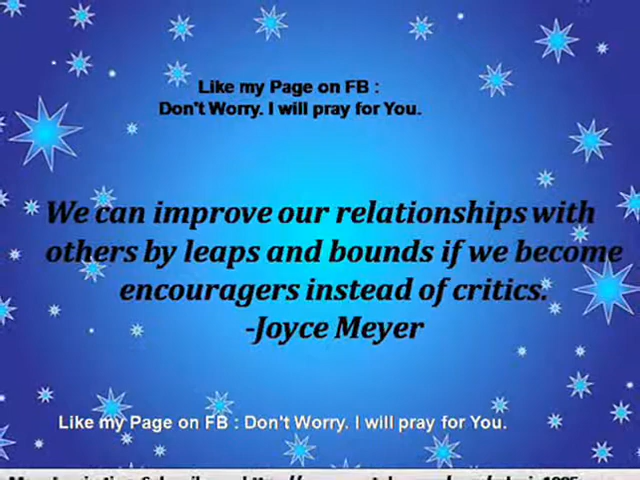 Like my Page on FB :
Don't Worry. I will pray for You.
We can improve our relationships with
others by leaps and bounds if we become
encouragers instead of critics.
-Joyce Meyer
Like my Page on FB : Don't Worry. I will pray for You.